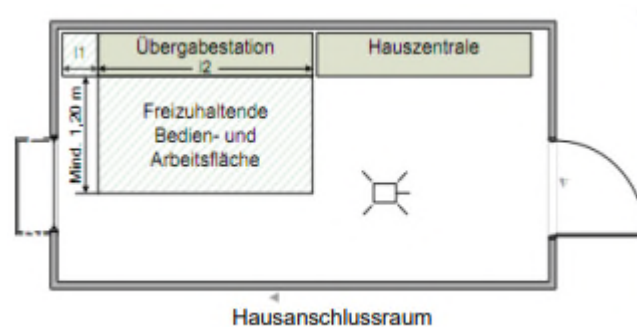 l1
Übergabestation
Hauszentrale
l2
Mind. 1,20 m
Freizuhaltende
Bedien- und
Arbeitsfläche
Hausanschlussraum